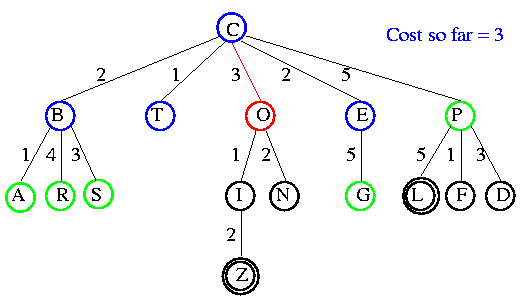 C
Cost so far = 3
2 1 3 2 5
B T O E P
1 4 3 1 2 5 5 1 3
A R S I N G L F D
2
Z